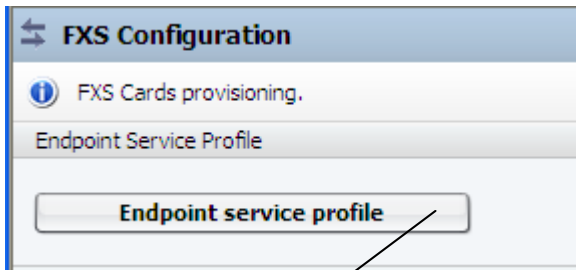 FXS Configuration
FXS Cards provisioning.
Endpoint Service Profile
Endpoint service profile